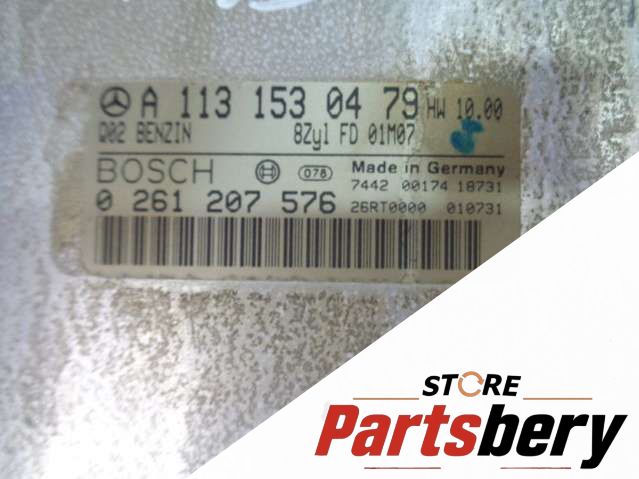 A 113 153 04 79 HW 10.00
Q02 BENZIN 8Zyl FD 01M07
BOSCH 078 Made in Germany
7442 00174 18731
0 261 207 576 26RT0000 010731
STORE
Partsbery